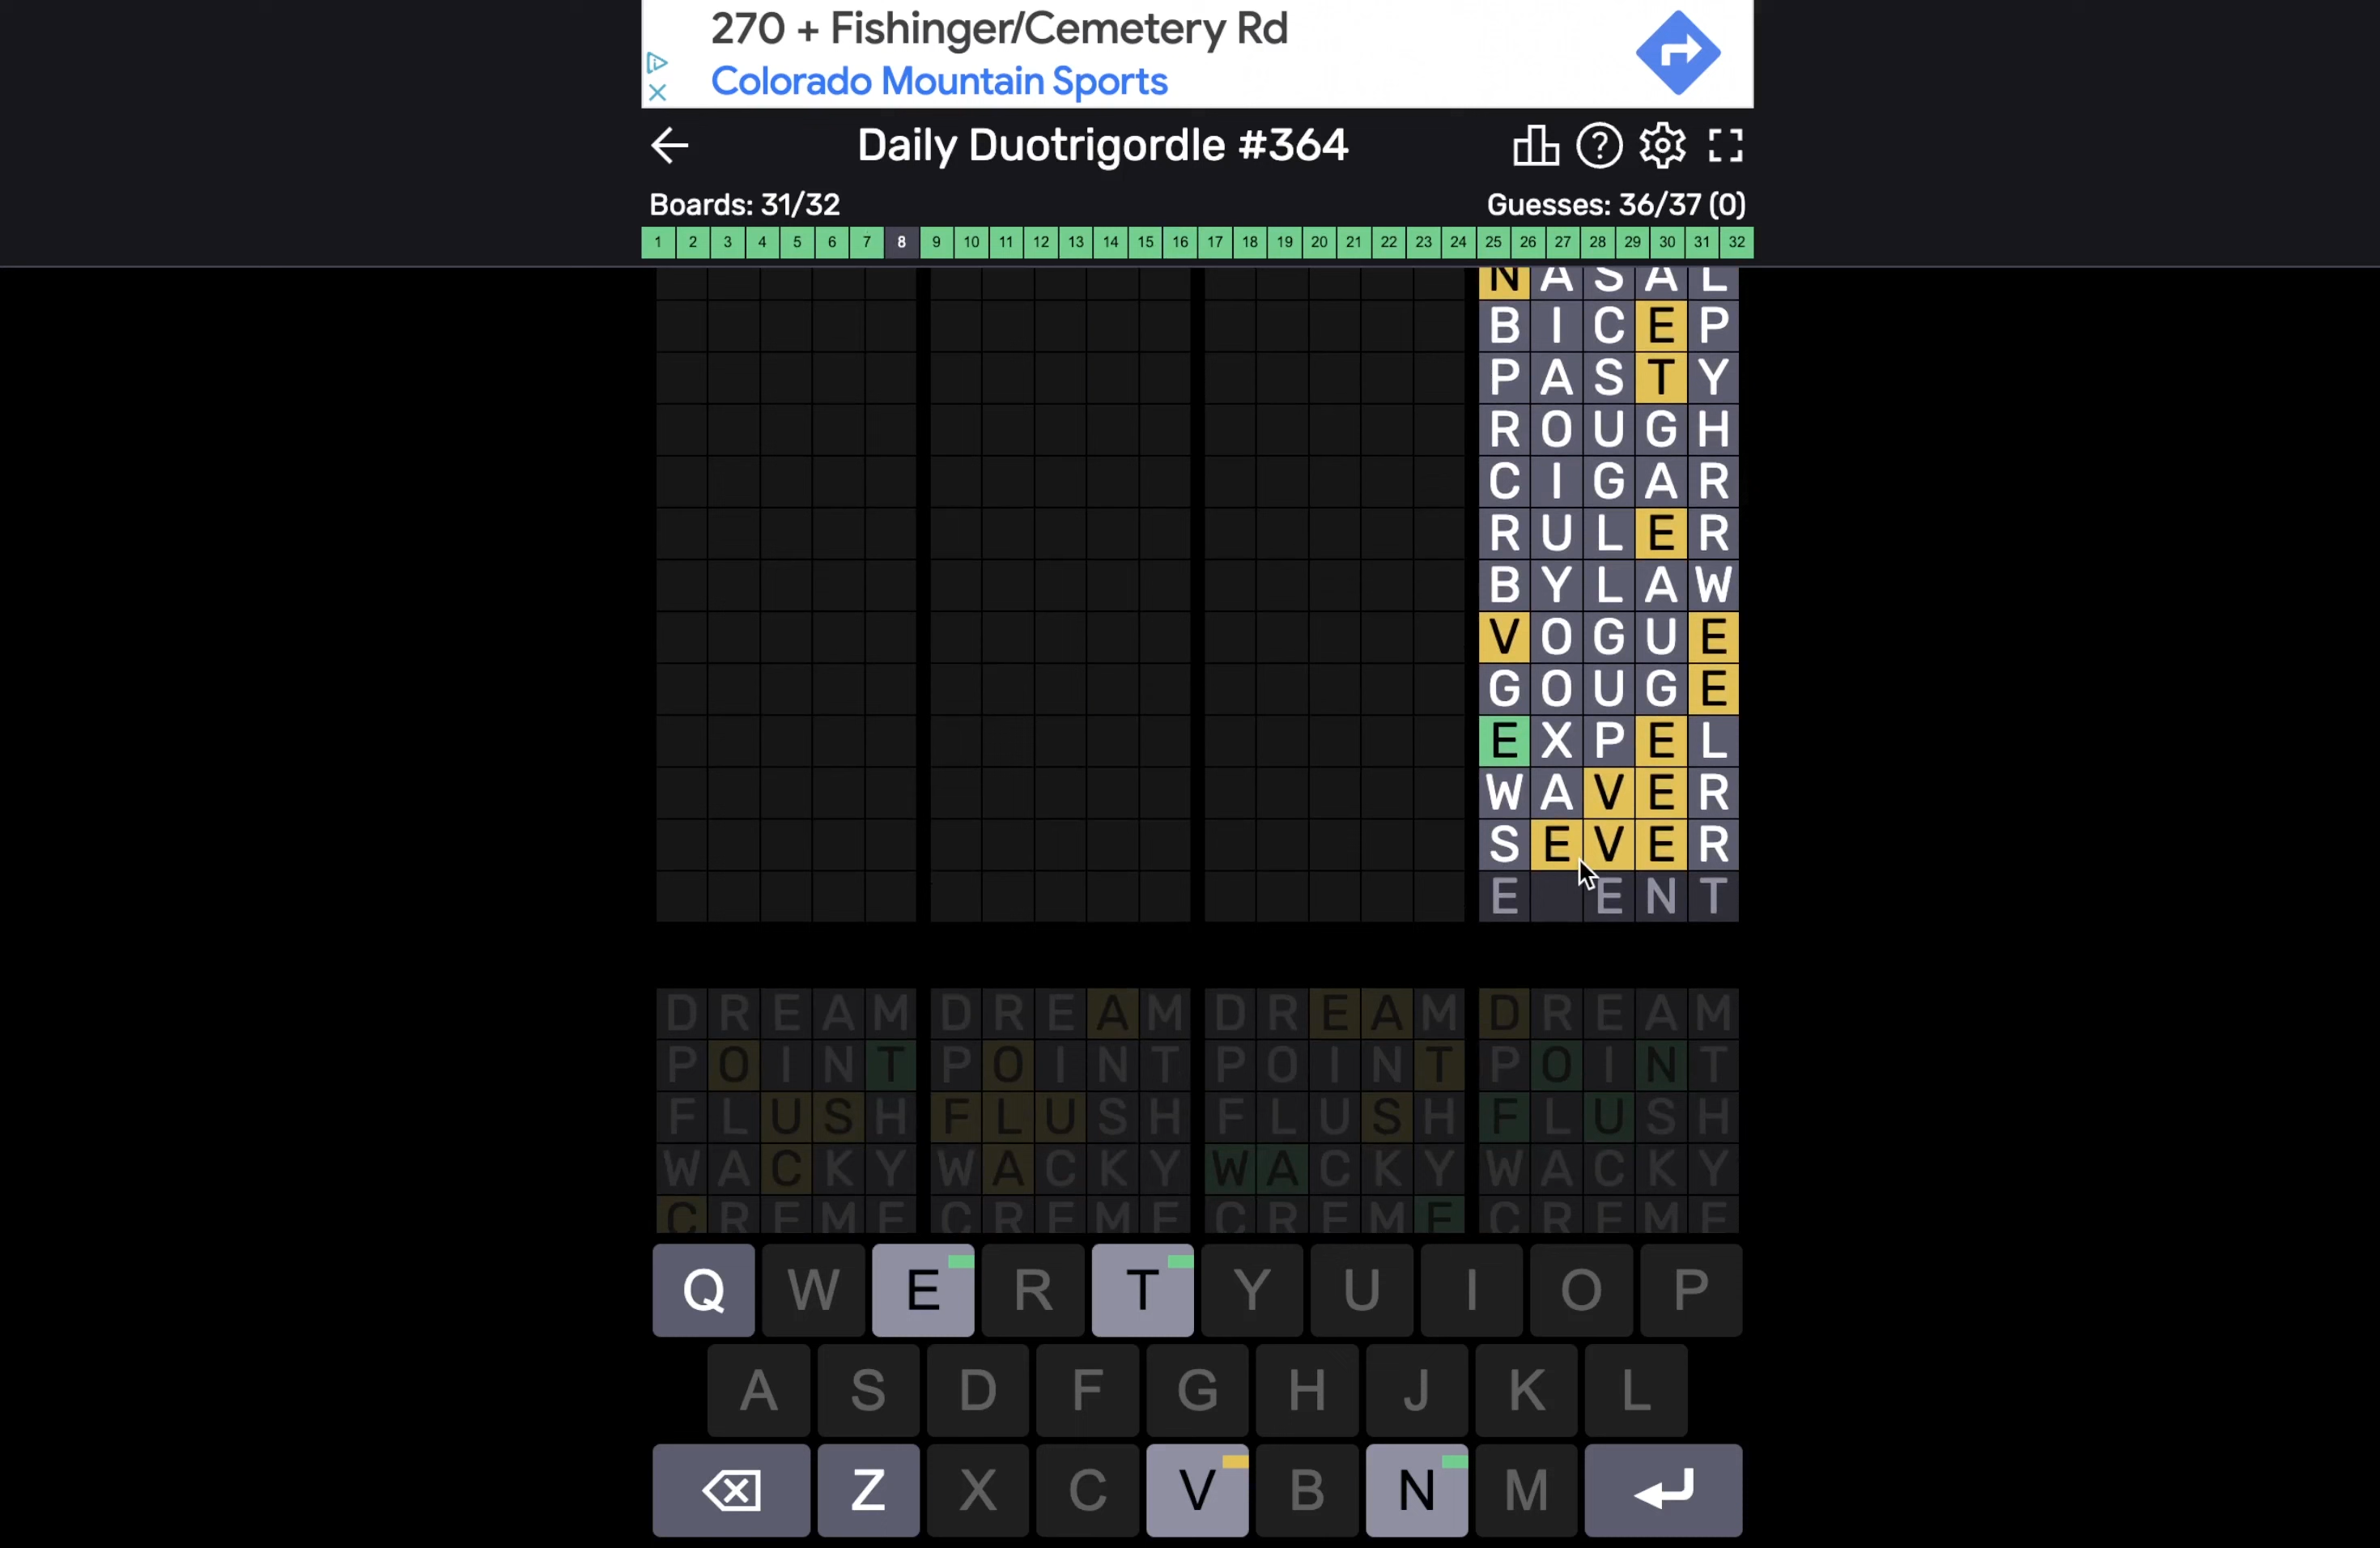 270 + Fishinger/Cemetery Rd
Colorado Mountain Sports
Daily Duotrigordle #364
Boards: 31/32
Guesses: 36/37 (0)
1 2 3 4 5 6 7 8 9 10 11 12 13 14 15 16 17 18 19 20 21 22 23 24 25 26 27 28 29 30 31 32
NASAL
BICEP
PASTY
ROUGH
CIGAR
RULER
BYLAW
VOGUE
GOUGE
EXPEL
WAVER
SEVER
E ENT
DREAM DREAM DREAM DREAM
POINT POINT POINT POINT
FLUSH FLUSH FLUSH FLUSH
WACKY WACKY WACKY WACKY
CREME CREME CREME CREME
Q W E R T Y U I O P
A S D F G H J K L
Z X C V B N M